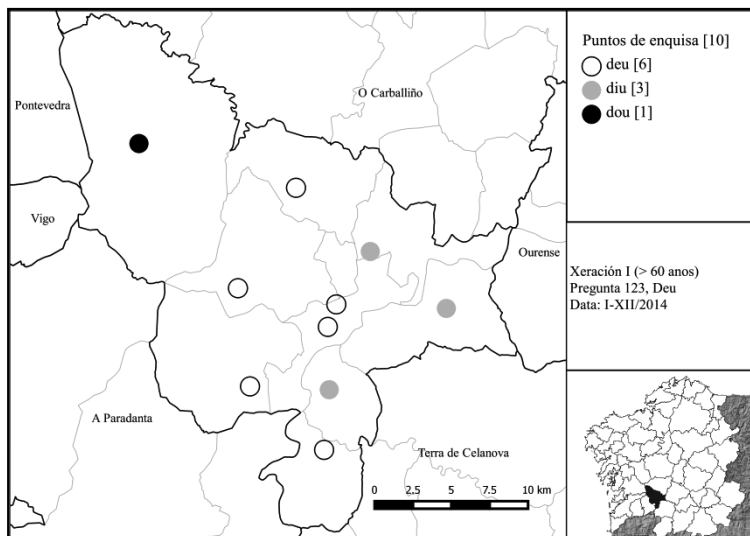 Puntos de enquisa [10]
deu [6]
diu [3]
dou [1]
O Carballiño
Pontevedra
Vigo
Ourense
Xeración I (> 60 anos)
Pregunta 123, Deu
Data: I-XII/2014
A Paradanta
Terra de Celanova
0 2,5 5 7,5 10 km